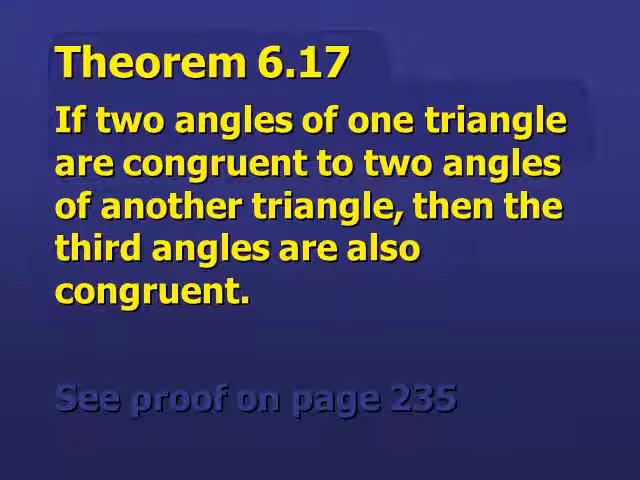 Theorem 6.17
If two angles of one triangle
are congruent to two angles
of another triangle, then the
third angles are also
congruent.
See proof on page 235